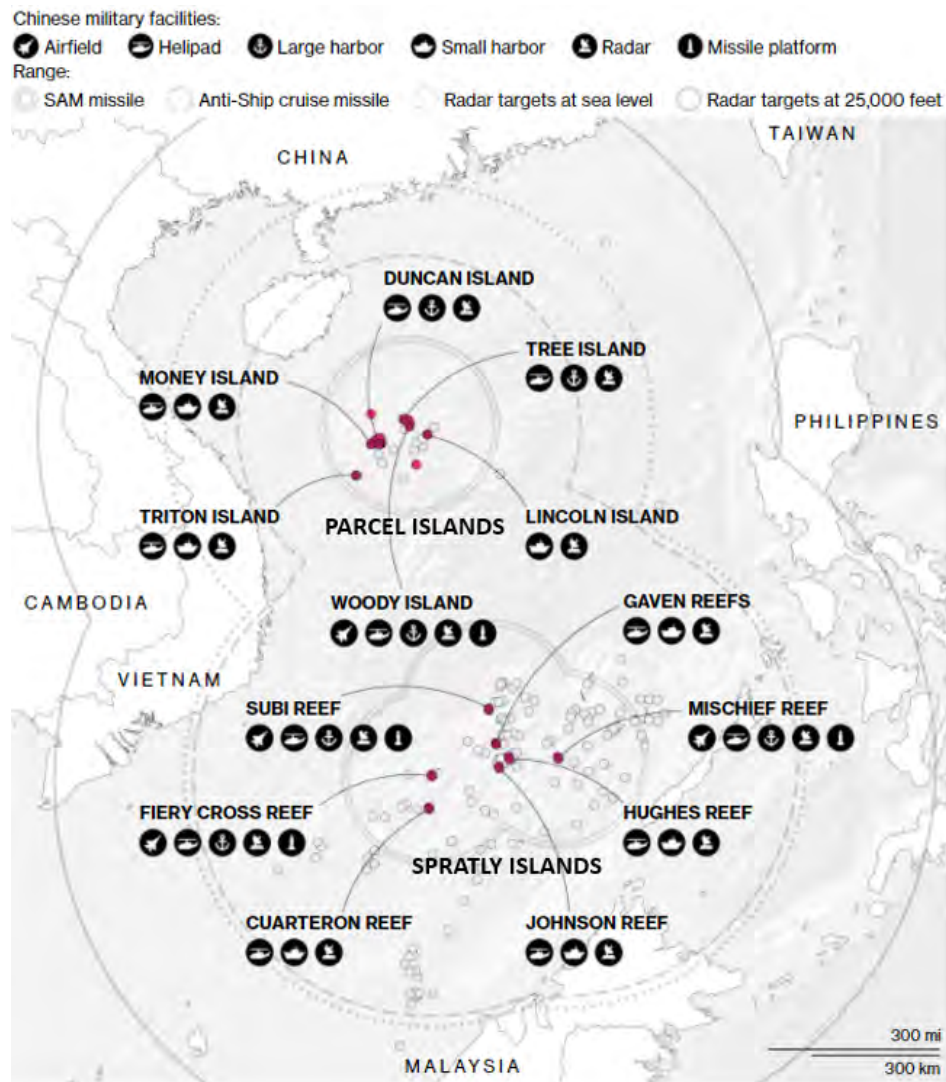 Chinese military facilities:
Airfield Helipad Large harbor Small harbor Radar Missile platform
Range:
SAM missile Anti-Ship cruise missile Radar targets at sea level Radar targets at 25,000 feet
TAIWAN
CHINA
DUNCAN ISLAND
TREE ISLAND
MONEY ISLAND
PHILIPPINES
TRITON ISLAND
PARCEL ISLANDS
LINCOLN ISLAND
CAMBODIA
WOODY ISLAND
GAVEN REEFS
VIETNAM
SUBI REEF
MISCHIEF REEF
FIERY CROSS REEF
HUGHES REEF
SPRATLY ISLANDS
CUARTERON REEF
JOHNSON REEF
300 mi
300 km
MALAYSIA